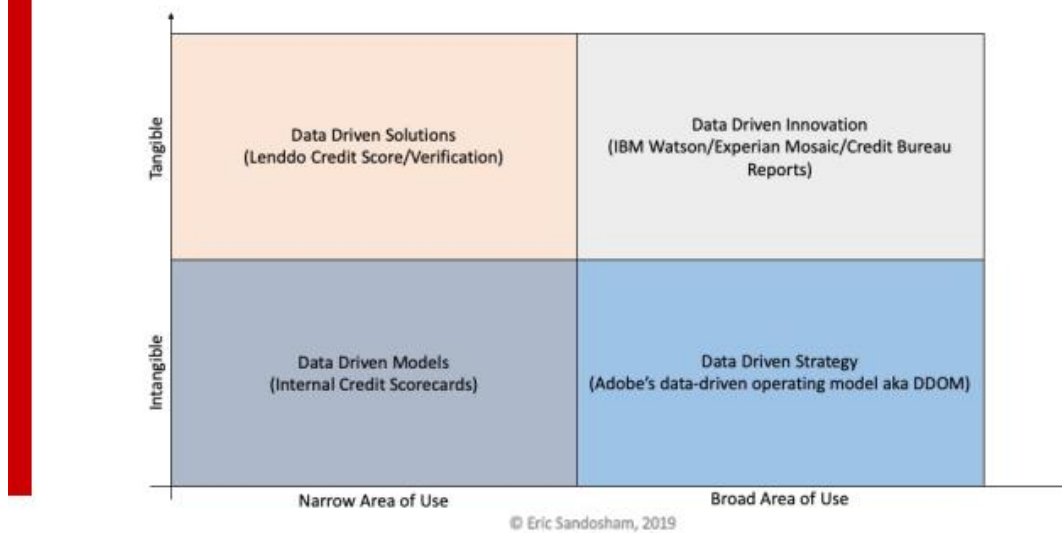 Tangible
Data Driven Solutions
(Lenddo Credit Score/Verification)
Data Driven Innovation
(IBM Watson/Experian Mosaic/Credit Bureau
Reports)
Intangible
Data Driven Models
(Internal Credit Scorecards)
Data Driven Strategy
(Adobe's data-driven operating model aka DDOM)
Narrow Area of Use
Broad Area of Use
© Eric Sandosham, 2019